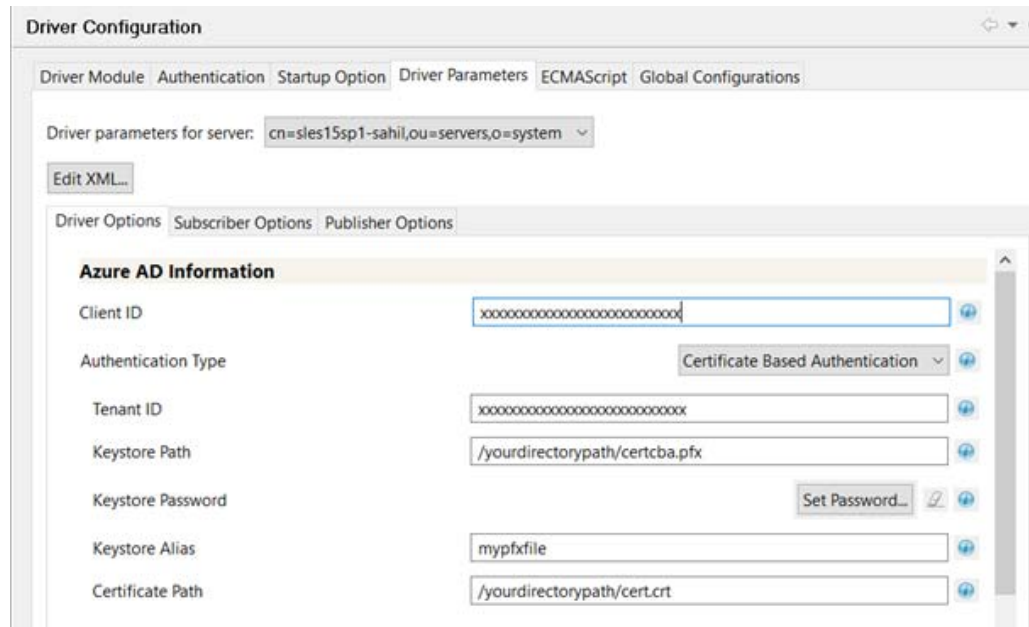 Driver Configuration
Driver Module Authentication Startup Option Driver Parameters ECMAScript Global Configurations
Driver parameters for server: cn=sles15sp1-sahil,ou=servers,o=system
Edit XML...
Driver Options Subscriber Options Publisher Options
Azure AD Information
Client ID xxxxxxxxxxxxxxxxxxxxxxxxxxx
Authentication Type Certificate Based Authentication
Tenant ID xxxxxxxxxxxxxxxxxxxxxxxxxxxx
Keystore Path /yourdirectorypath/certcba.pfx
Keystore Password Set Password...
Keystore Alias mypfxfile
Certificate Path /yourdirectorypath/cert.crt